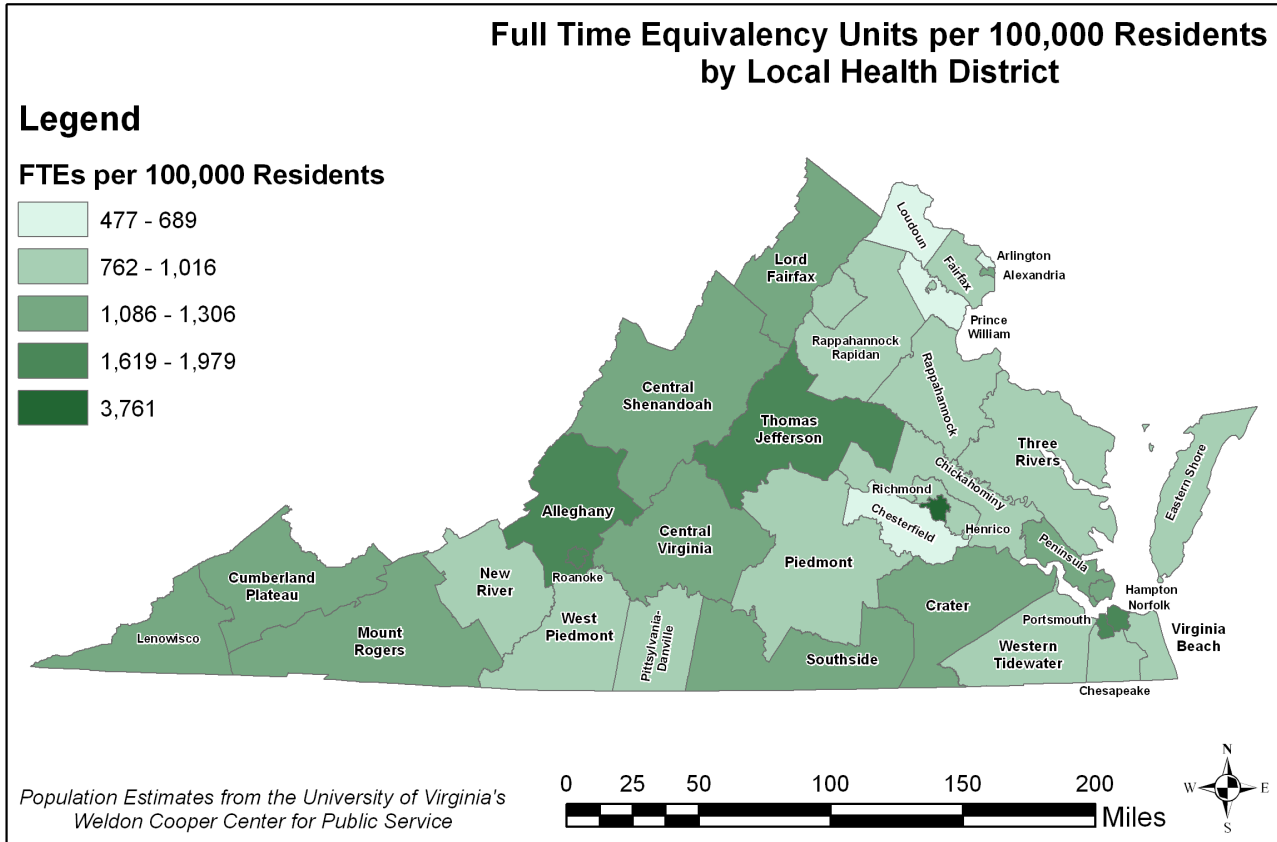 Full Time Equivalency Units per 100,000 Residents
by Local Health District
Legend
FTEs per 100,000 Residents
477 - 689
762 - 1,016
1,086 - 1,306
1,619 - 1,979
3,761
Loudoun
Arlington
Fairfax
Alexandria
Lord
Fairfax
Prince
William
Rappahannock
Rapidan
Rappahannock
Central
Shenandoah
Thomas
Jefferson
Three
Rivers
Eastern Shore
Chickahominy
Richmond
Chesterfield
Henrico
Alleghany
Central
Virginia
Piedmont
Peninsula
Roanoke
New
River
Cumberland
Plateau
Hampton
Norfolk
Crater
Portsmouth
West
Piedmont
Pittsylvania-
Danville
Lenowisco
Mount
Rogers
Southside
Western
Tidewater
Virginia
Beach
Chesapeake
Population Estimates from the University of Virginia's
Weldon Cooper Center for Public Service
0 25 50 100 150 200
Miles
N
W E
S